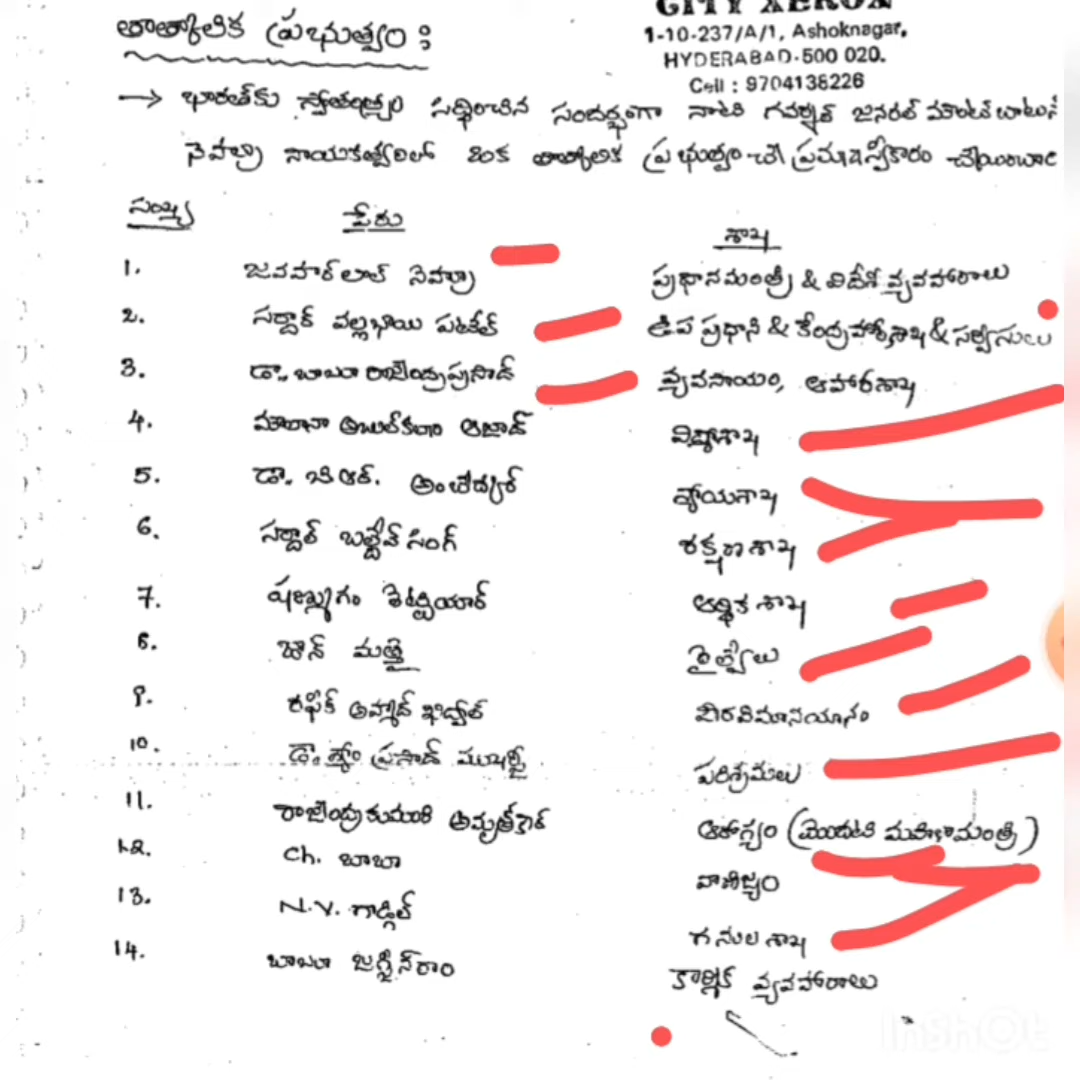 CITY XEROX
1-10-237/A/1, Ashoknagar,
HYDERABAD-500 020.
Cell : 9704136226
తాత్కాలిక ప్రభుత్వం :
→ భారత్‌కు స్వాతంత్ర్యం సిద్ధించిన సందర్భంగా నాటి గవర్నర్ జనరల్ మౌంట్ బాటన్
నెహ్రూ నాయకత్వంలో ఒక తాత్కాలిక ప్రభుత్వంచే ప్రమాణస్వీకారం
సంఖ్య పేరు శాఖ
1. జవహర్‌లాల్ నెహ్రూ ప్రధానమంత్రి & విదేశీ వ్యవహారాలు
2. సర్దార్ వల్లభాయి పటేల్ ఉప ప్రధాని & కేంద్రహోంశాఖ & సర్వీసులు
3. డా. బాబూ రాజేంద్రప్రసాద్ వ్యవసాయం, ఆహారశాఖ
4. మౌలానా అబుల్‌కలాం ఆజాద్ విద్యాశాఖ
5. డా. బి.ఆర్. అంబేద్కర్ న్యాయశాఖ
6. సర్దార్ బల్దేవ్ సింగ్ రక్షణ శాఖ
7. షణ్ముగం శెట్టియార్ ఆర్థిక శాఖ
8. జాన్ మత్తై రైల్వేలు
9. రఫీక్ అహ్మద్ ఖిద్వాల్ పౌరవిమానయానం
10. డా. శ్యాం ప్రసాద్ ముఖర్జీ పరిశ్రమలు
11. రాజేంద్రకుమారి అమృత్‌కౌర్ ఆరోగ్యం (మొదటి మహిళామంత్రి)
12. Ch. బాబా వాణిజ్యం
13. N.V. గాడ్గిల్ గనుల శాఖ
14. బాబూ జగ్జీవన్‌రాం కార్మిక వ్యవహారాలు
InShOt